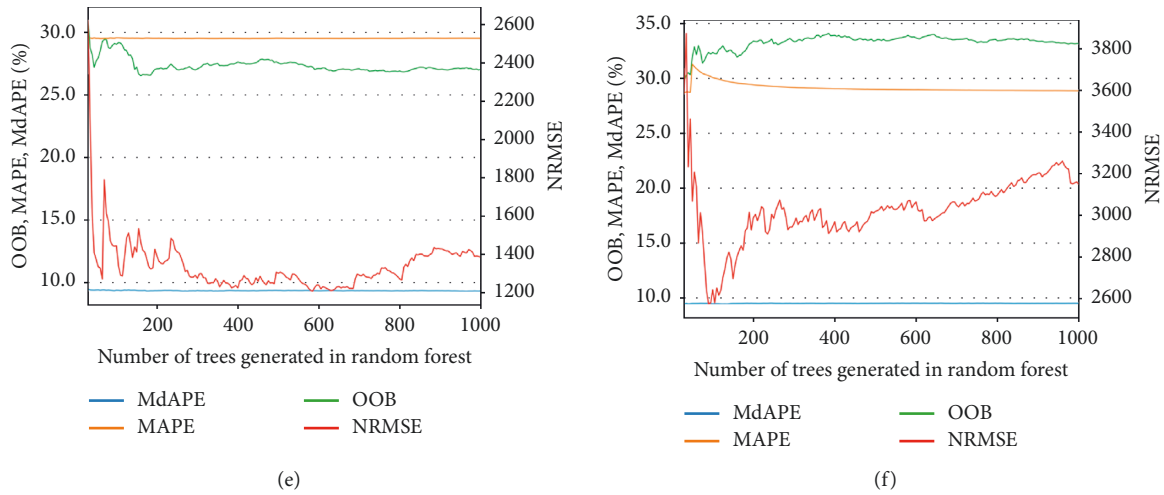 OOB, MAPE, MdAPE (%)
30.0
25.0
20.0
15.0
10.0
2600
2400
2200
2000
1800
1600
1400
1200
NRMSE
200 400 600 800 1000
Number of trees generated in random forest
MdAPE OOB
MAPE NRMSE
(e)
OOB, MAPE, MdAPE (%)
35.0
30.0
25.0
20.0
15.0
10.0
3800
3600
3400
3200
3000
2800
2600
NRMSE
200 400 600 800 1000
Number of trees generated in random forest
MdAPE OOB
MAPE NRMSE
(f)